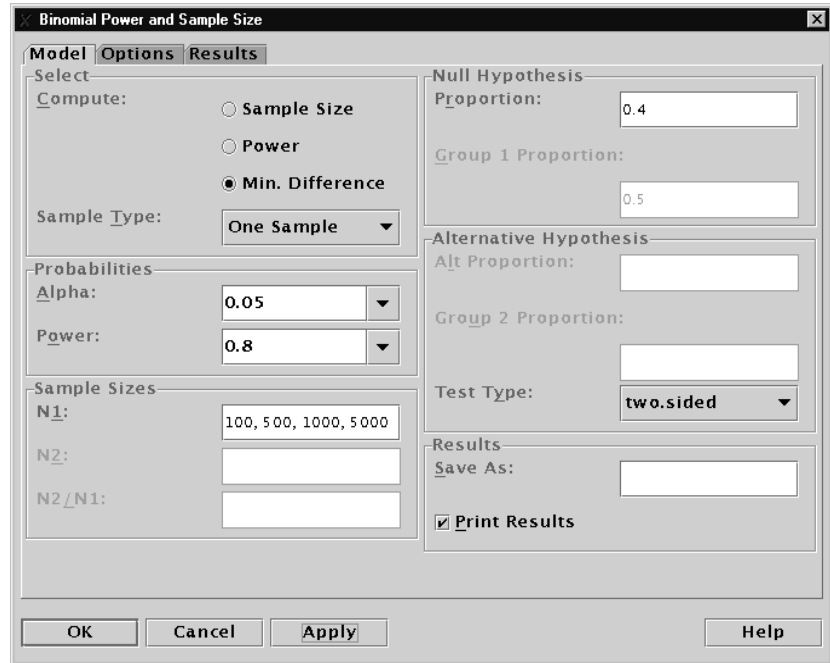 Binomial Power and Sample Size
Model Options Results
Select
Compute:
Sample Size
Power
Min. Difference
Sample Type:
One Sample
Probabilities
Alpha:
0.05
Power:
0.8
Sample Sizes
N1:
100, 500, 1000, 5000
N2:
N2/N1:
Null Hypothesis
Proportion:
0.4
Group 1 Proportion:
0.5
Alternative Hypothesis
Alt Proportion:
Group 2 Proportion:
Test Type:
two.sided
Results
Save As:
Print Results
OK Cancel Apply Help